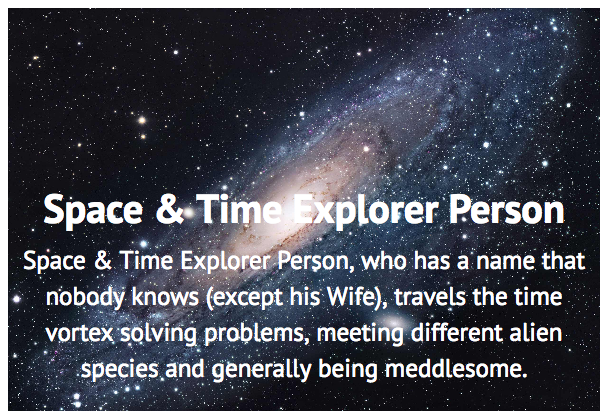 Space & Time Explorer Person
Space & Time Explorer Person, who has a name that
nobody knows (except his Wife), travels the time
vortex solving problems, meeting different alien
species and generally being meddlesome.